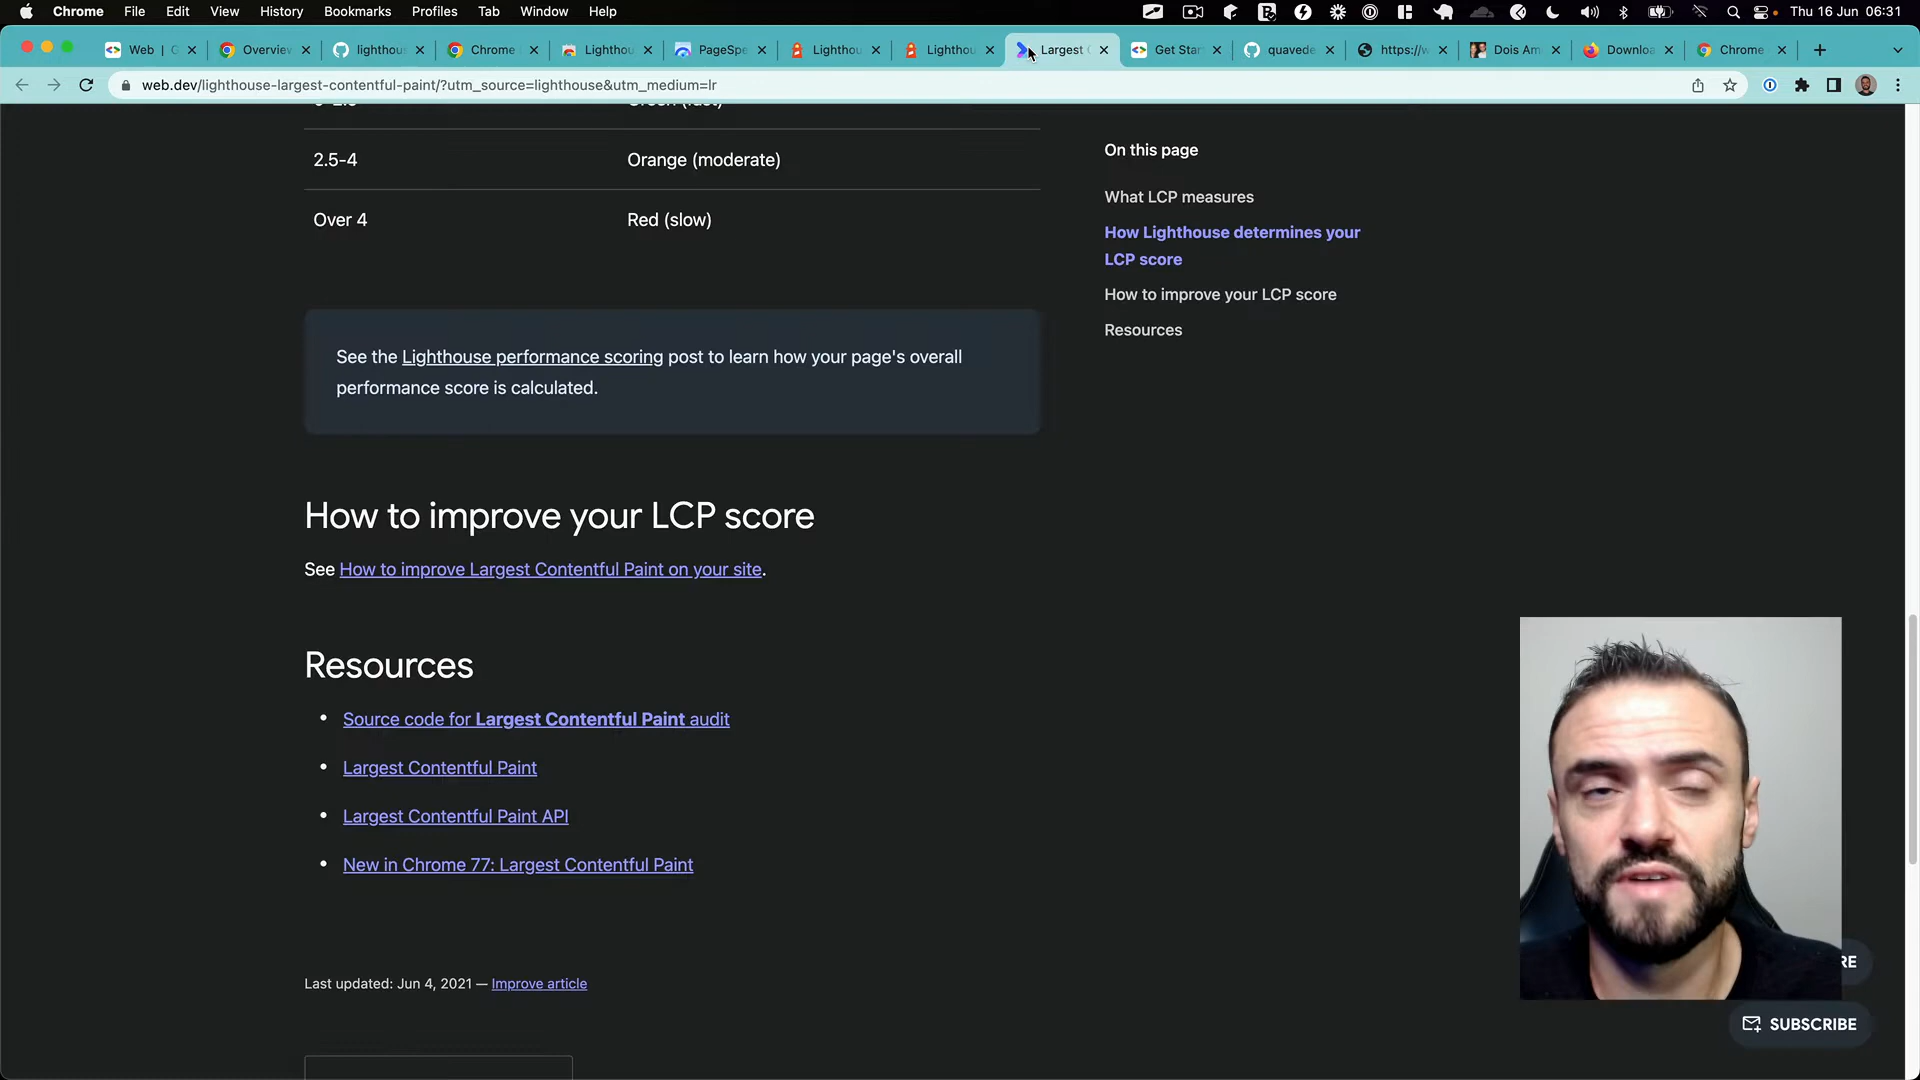 Chrome File Edit View History Bookmarks Profiles Tab Window Help Thu 16 Jun 06:31
Web | G Overview lighthous Chrome Lighthou PageSpe Lighthou Lighthou Largest C Get Star quavede https://w Dois Am Downloa Chrome
web.dev/lighthouse-largest-contentful-paint/?utm_source=lighthouse&utm_medium=lr
2.5-4 Orange (moderate)
Over 4 Red (slow)
See the Lighthouse performance scoring post to learn how your page's overall
performance score is calculated.
How to improve your LCP score
See How to improve Largest Contentful Paint on your site.
Resources
• Source code for Largest Contentful Paint audit
• Largest Contentful Paint
• Largest Contentful Paint API
• New in Chrome 77: Largest Contentful Paint
Last updated: Jun 4, 2021 — Improve article
On this page
What LCP measures
How Lighthouse determines your
LCP score
How to improve your LCP score
Resources
RE
SUBSCRIBE